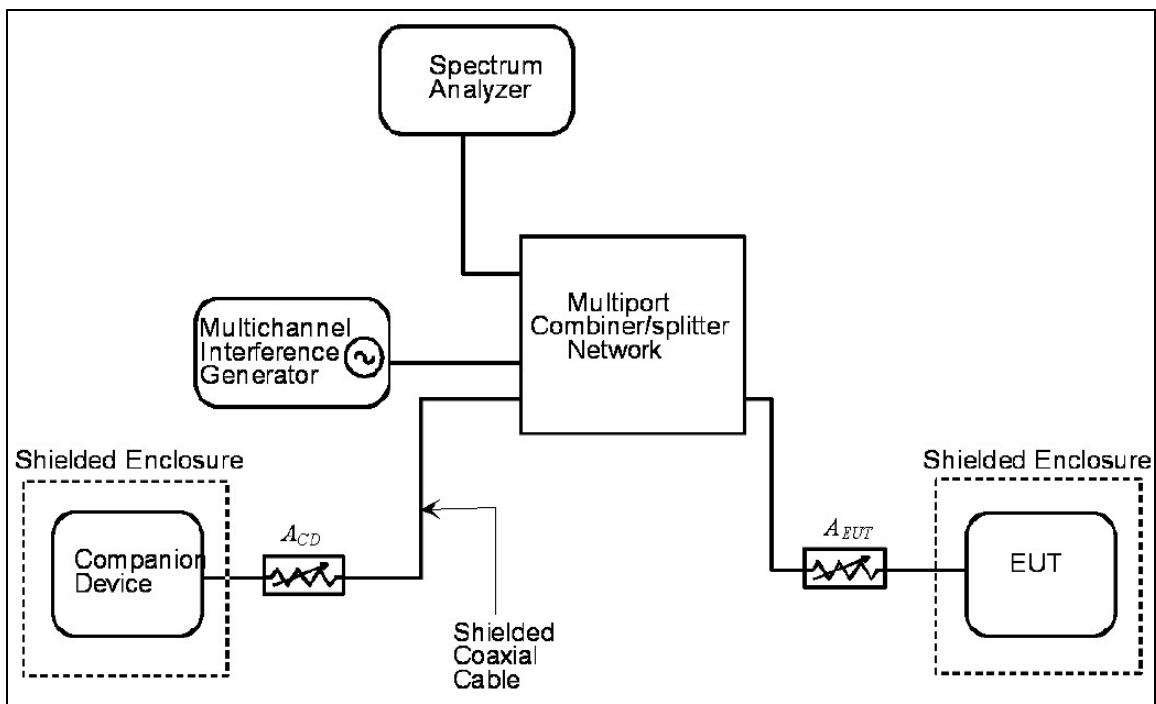 Spectrum
Analyzer
Multiport
Combiner/splitter
Network
Multichannel
Interference
Generator
Shielded Enclosure
Shielded Enclosure
Companion
Device
A_CD
A_EUT
EUT
Shielded
Coaxial
Cable